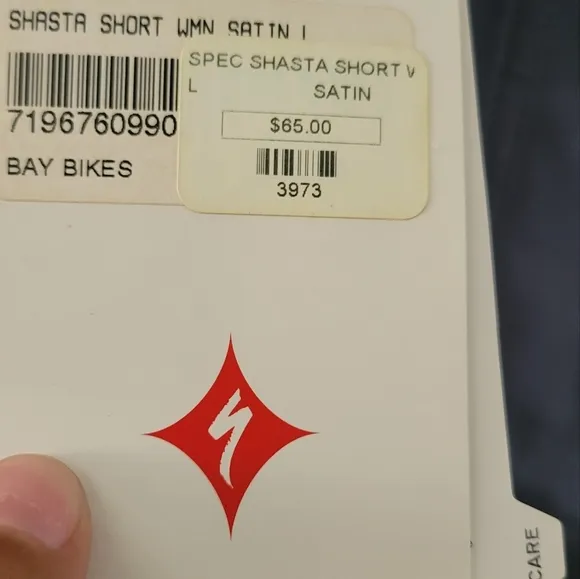 SHASTA SHORT WMN SATIN
7196760990
BAY BIKES
SPEC SHASTA SHORT
L SATIN
$65.00
3973
CARE